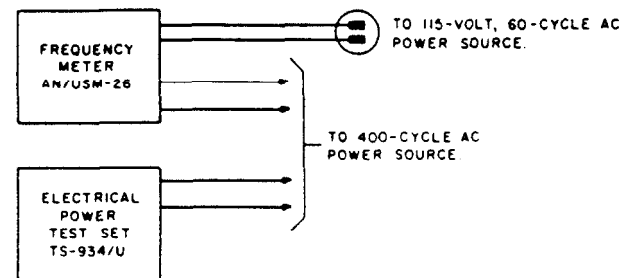 FREQUENCY
METER
AN/USM-26
TO 115-VOLT, 60-CYCLE AC
POWER SOURCE.
TO 400-CYCLE AC
POWER SOURCE.
ELECTRICAL
POWER
TEST SET
TS-934/U